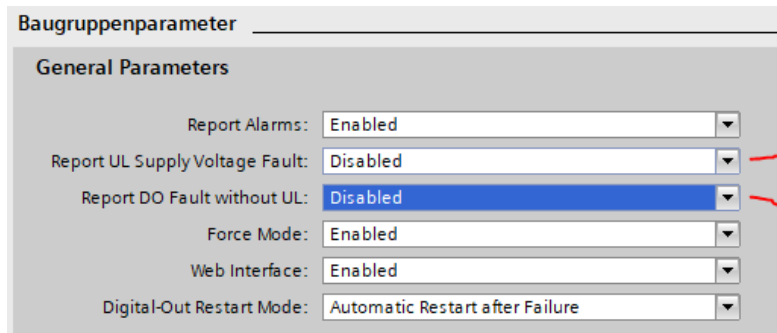 Baugruppenparameter
General Parameters
Report Alarms: Enabled
Report UL Supply Voltage Fault: Disabled
Report DO Fault without UL: Disabled
Force Mode: Enabled
Web Interface: Enabled
Digital-Out Restart Mode: Automatic Restart after Failure